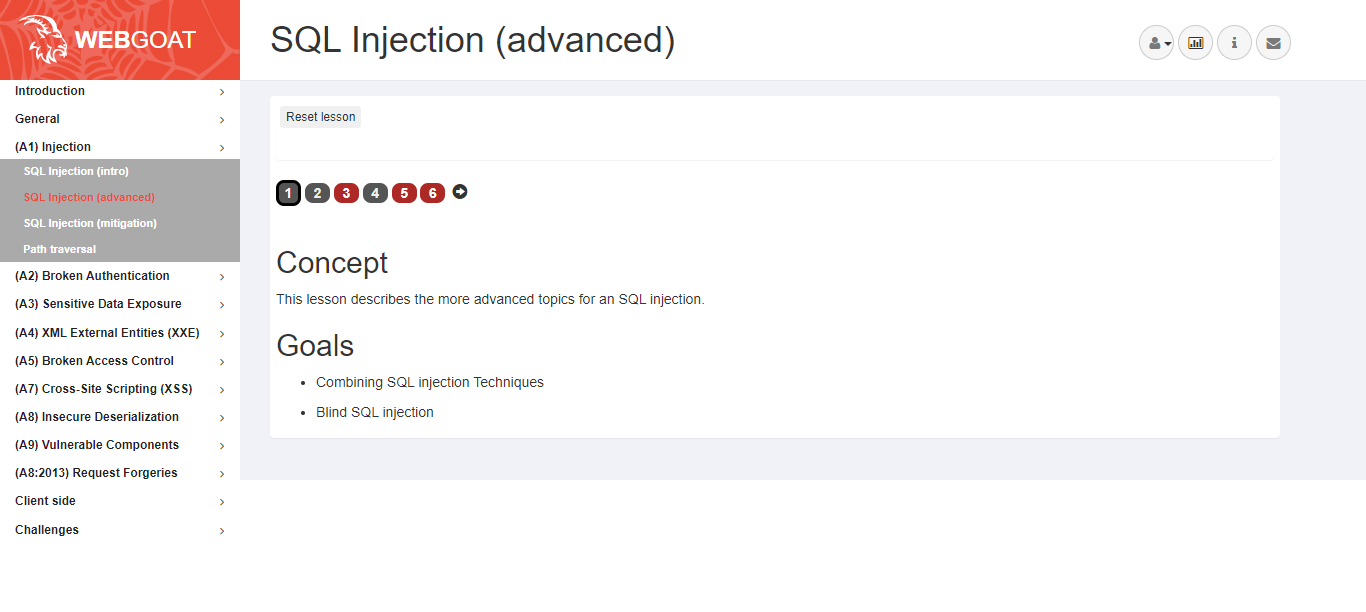 WEBGOAT
SQL Injection (advanced)
Introduction
General
(A1) Injection
SQL Injection (intro)
SQL Injection (advanced)
SQL Injection (mitigation)
Path traversal
(A2) Broken Authentication
(A3) Sensitive Data Exposure
(A4) XML External Entities (XXE)
(A5) Broken Access Control
(A7) Cross-Site Scripting (XSS)
(A8) Insecure Deserialization
(A9) Vulnerable Components
(A8:2013) Request Forgeries
Client side
Challenges
Reset lesson
1 2 3 4 5 6
Concept
This lesson describes the more advanced topics for an SQL injection.
Goals
• Combining SQL injection Techniques
• Blind SQL injection